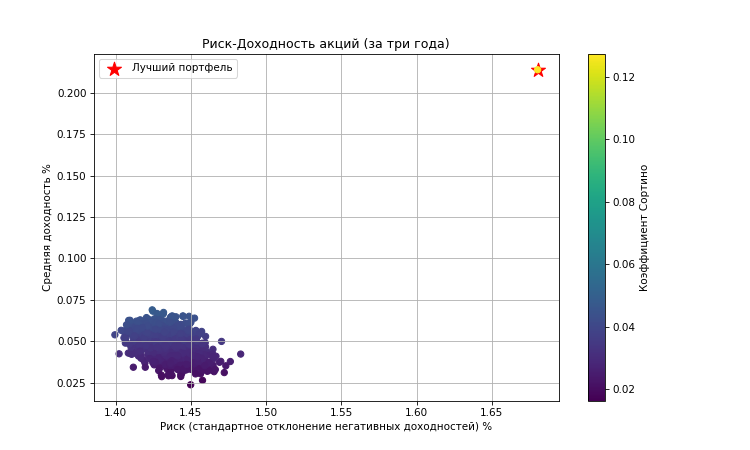 Риск-Доходность акций (за три года)
Лучший портфель
0.200
0.175
0.150
0.125
0.100
0.075
0.050
0.025
Средняя доходность %
1.40 1.45 1.50 1.55 1.60 1.65
Риск (стандартное отклонение негативных доходностей) %
0.12
0.10
0.08
0.06
0.04
0.02
Коэффициент Сортино